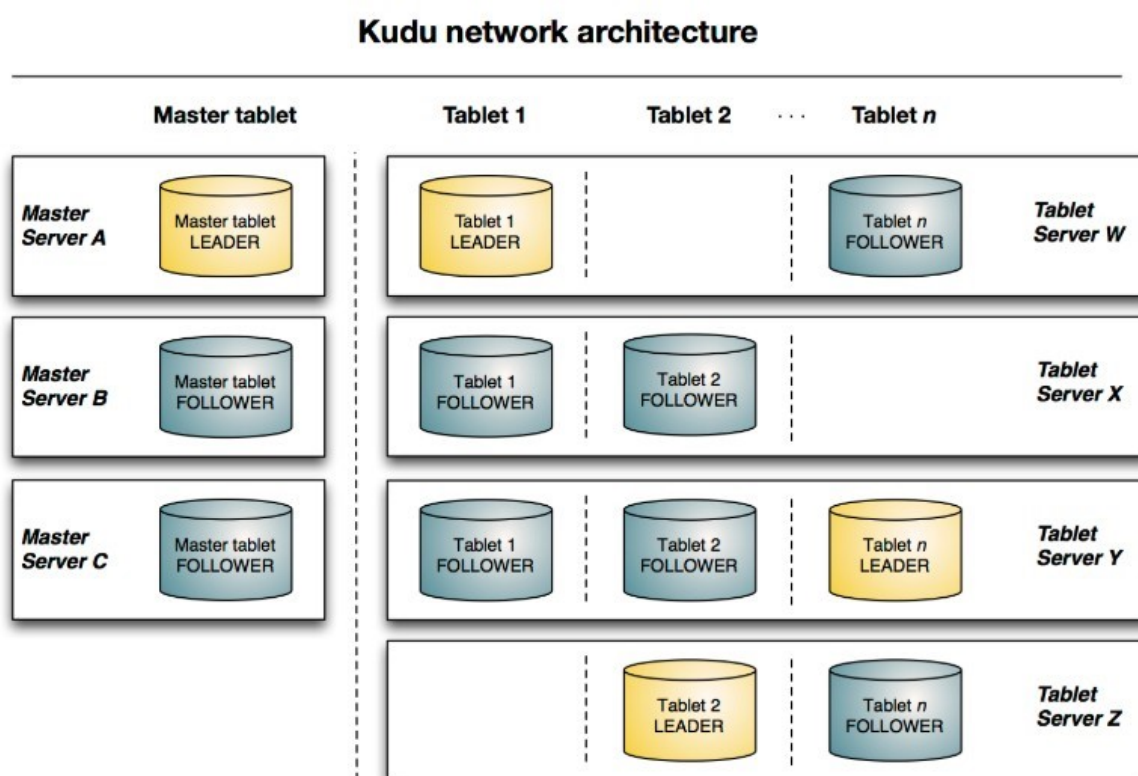 Kudu network architecture
Master tablet Tablet 1 Tablet 2 · · · Tablet n
Master
Server A
Master tablet
LEADER
Tablet 1
LEADER
Tablet n
FOLLOWER
Tablet
Server W
Master
Server B
Master tablet
FOLLOWER
Tablet 1
FOLLOWER
Tablet 2
FOLLOWER
Tablet
Server X
Master
Server C
Master tablet
FOLLOWER
Tablet 1
FOLLOWER
Tablet 2
FOLLOWER
Tablet n
LEADER
Tablet
Server Y
Tablet 2
LEADER
Tablet n
FOLLOWER
Tablet
Server Z